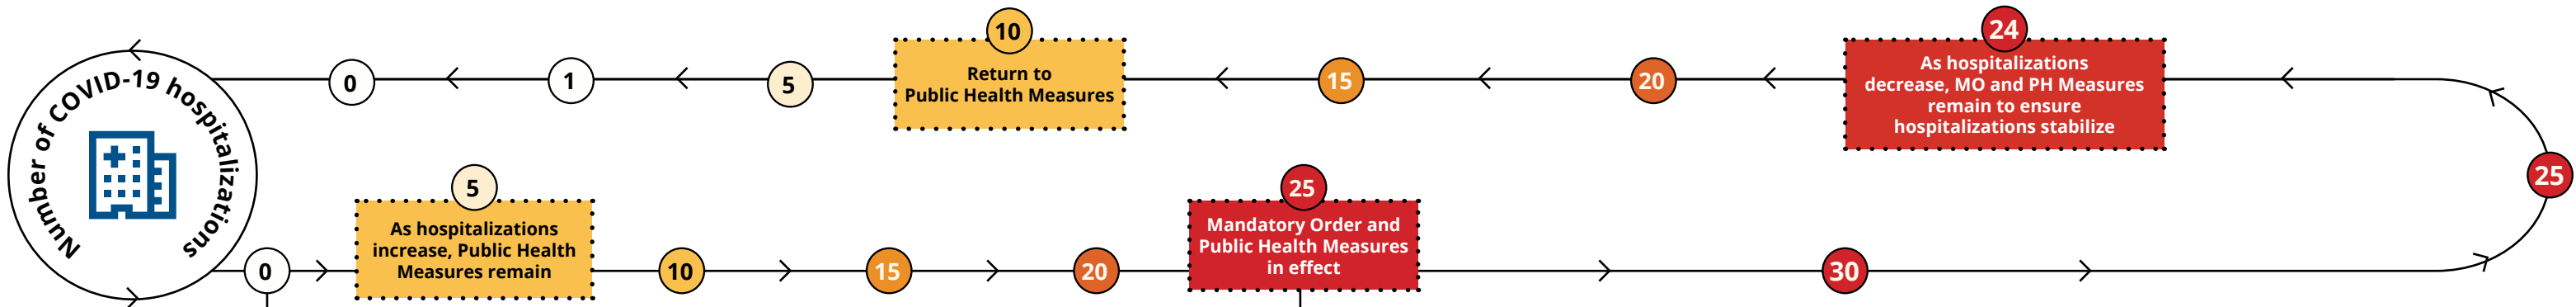 Number of COVID-19 hospitalizations
0
1
5
10
Return to
Public Health Measures
15
20
24
As hospitalizations
decrease, MO and PH Measures
remain to ensure
hospitalizations stabilize
25
0
5
As hospitalizations
increase, Public Health
Measures remain
10
15
20
25
Mandatory Order and
Public Health Measures
in effect
30